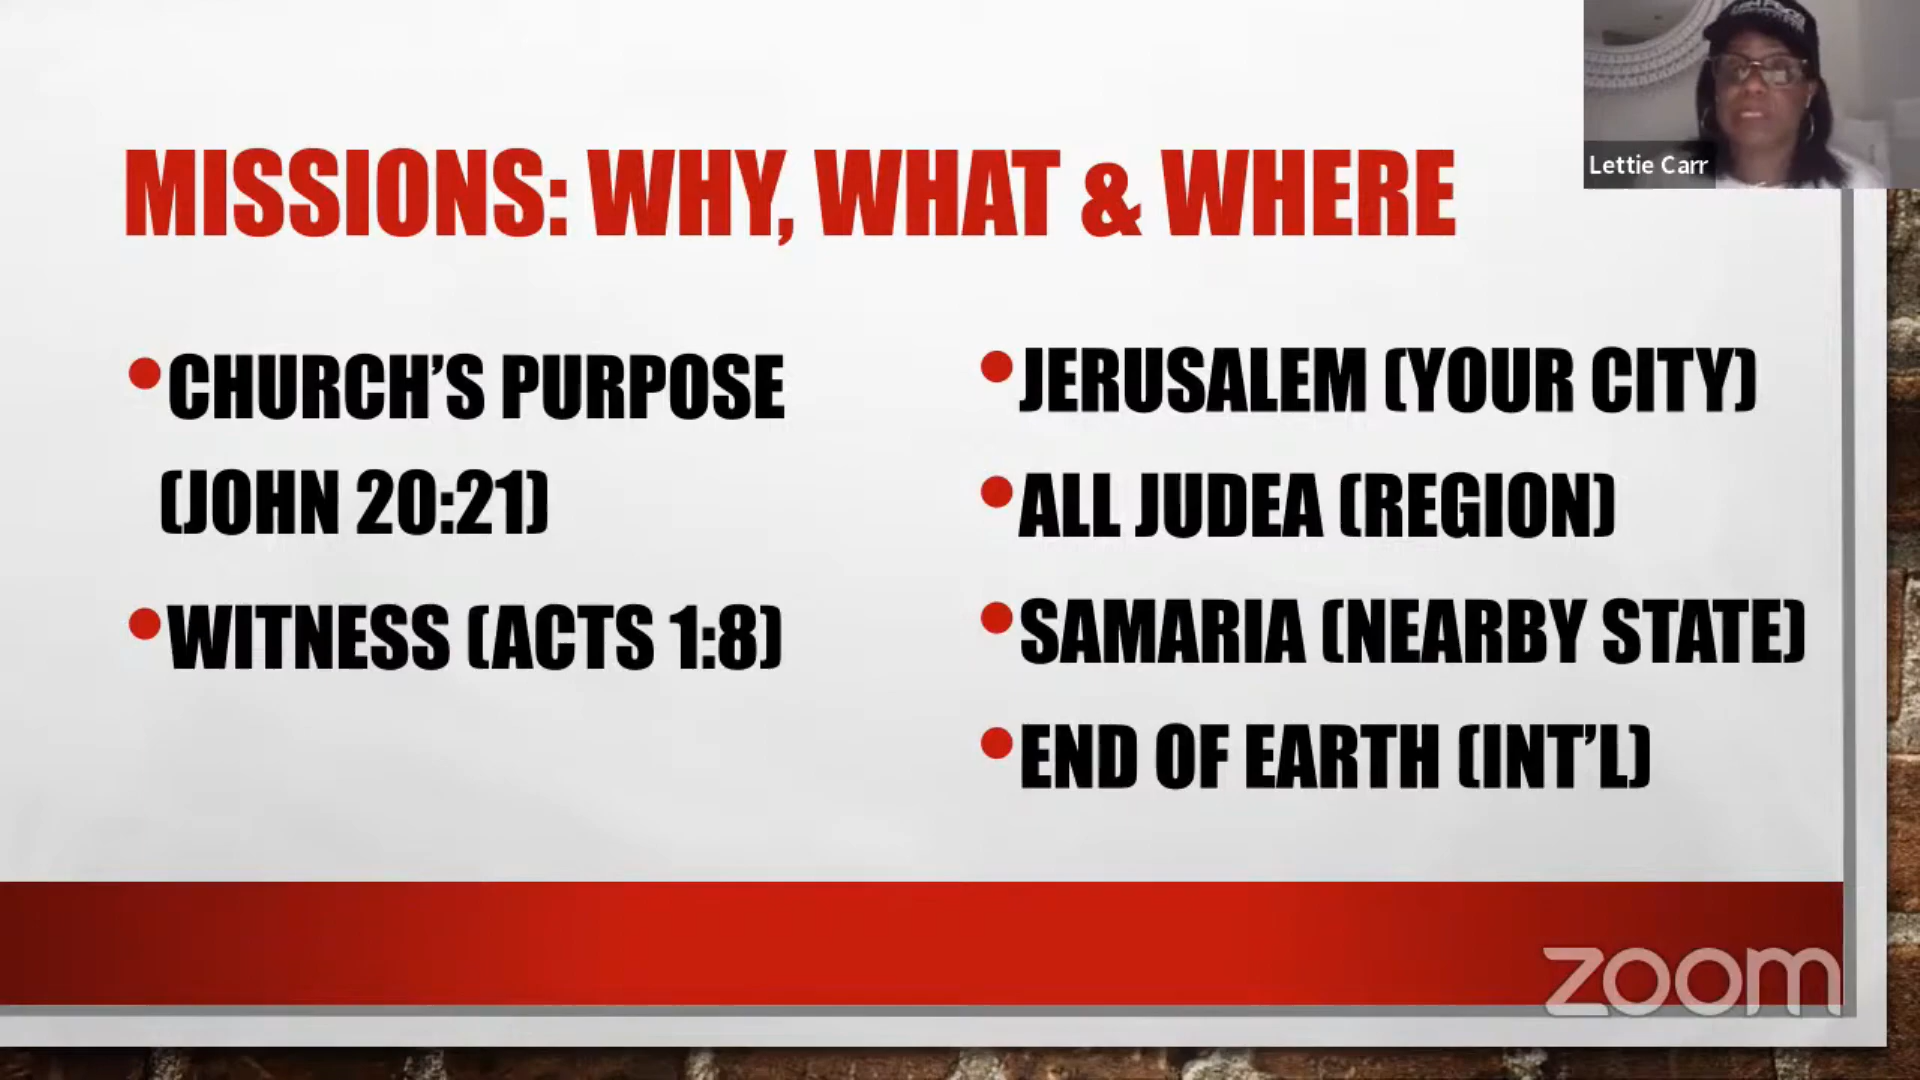 MISSIONS: WHY, WHAT & WHERE
•CHURCH’S PURPOSE
(JOHN 20:21)
•WITNESS (ACTS 1:8)
•JERUSALEM (YOUR CITY)
•ALL JUDEA (REGION)
•SAMARIA (NEARBY STATE)
•END OF EARTH (INT’L)
Lettie Carr
zoom